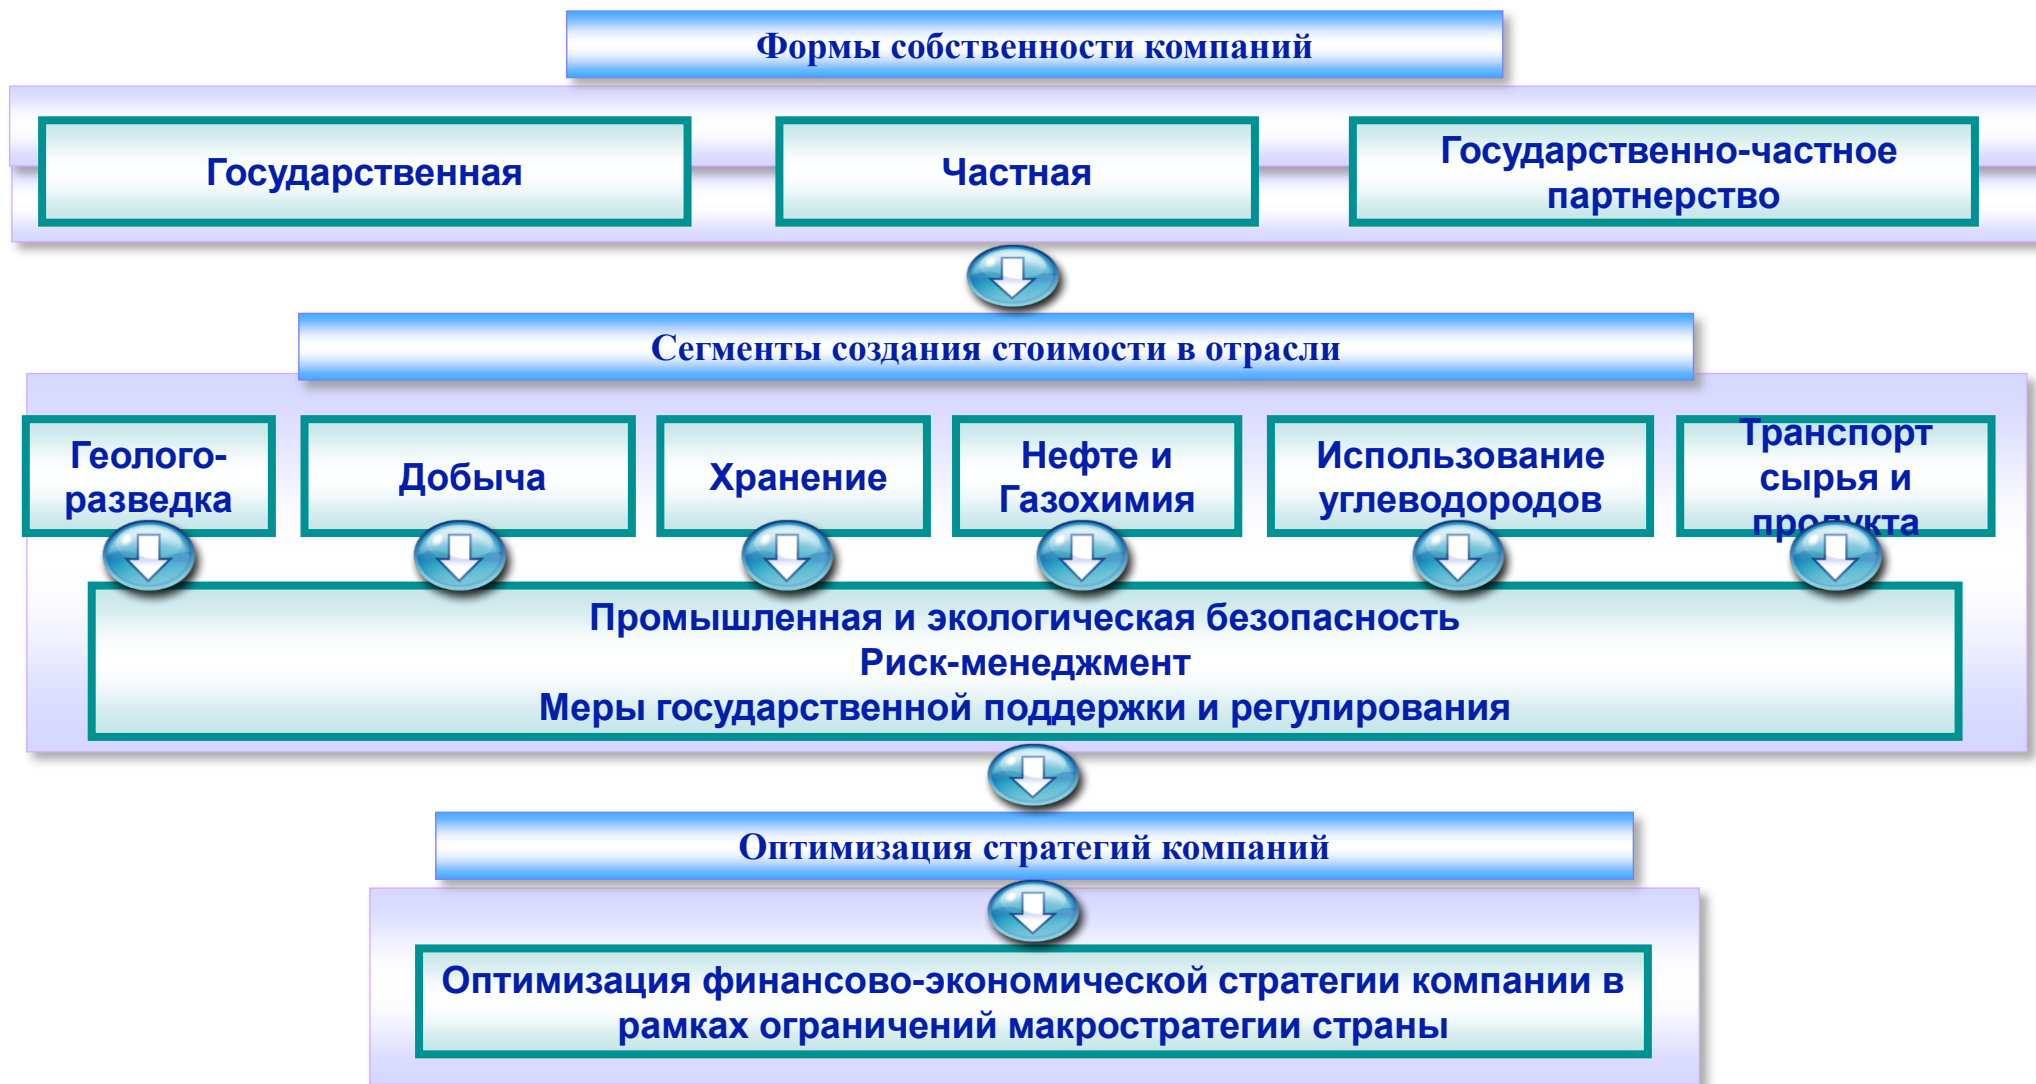 Формы собственности компаний
Государственная
Частная
Государственно-частное
партнерство
Сегменты создания стоимости в отрасли
Геолого-
разведка
Добыча
Хранение
Нефте и
Газохимия
Использование
углеводородов
Транспорт
сырья и
продукта
Промышленная и экологическая безопасность
Риск-менеджмент
Меры государственной поддержки и регулирования
Оптимизация стратегий компаний
Оптимизация финансово-экономической стратегии компании в
рамках ограничений макростратегии страны